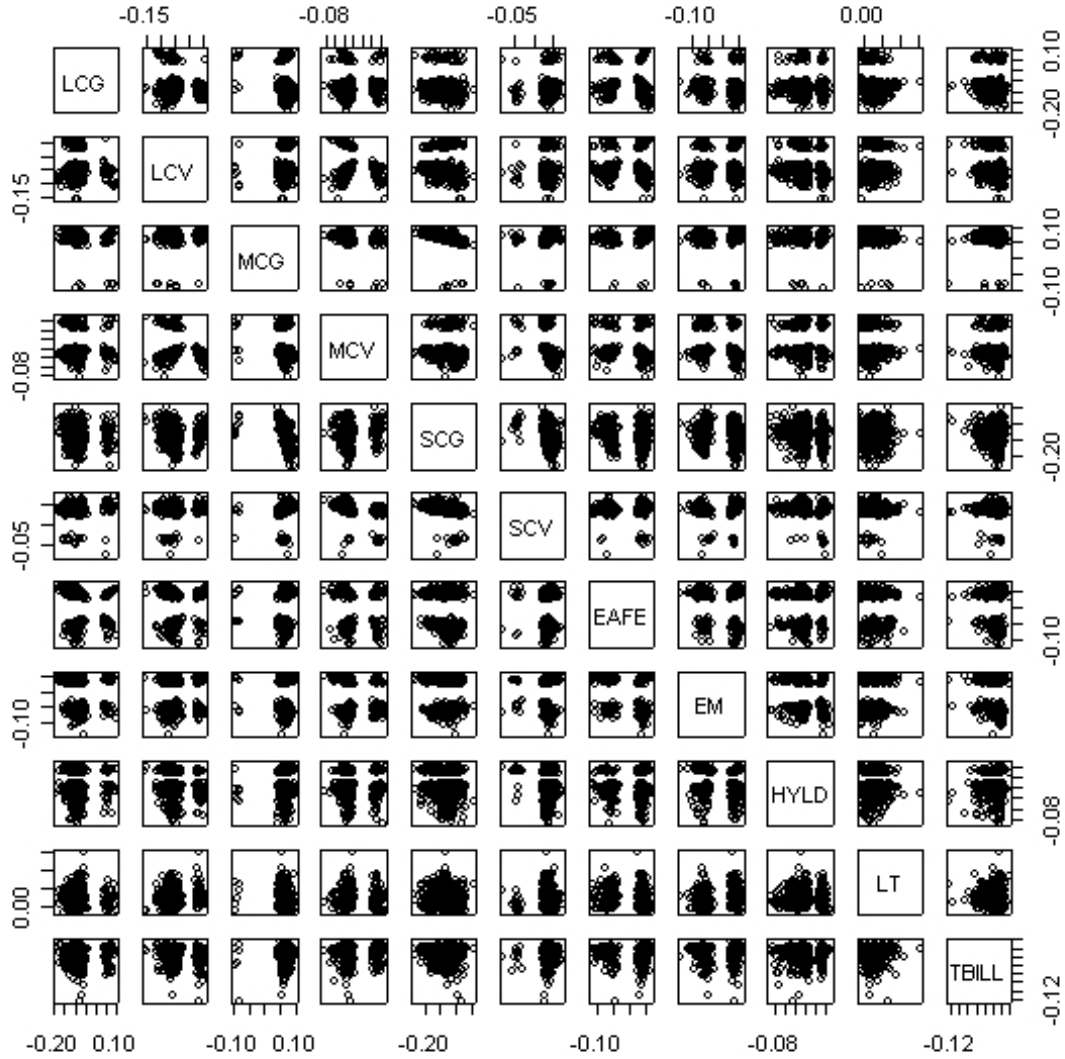 -0.15 -0.08 -0.05 -0.10 0.00
LCG
-0.20 0.10
-0.15
LCV
MCG
-0.10 0.10
-0.08
MCV
SCG
-0.20
-0.05
SCV
EAFE
-0.10
-0.10
EM
HYLD
-0.08
0.00
LT
TBILL
-0.12
-0.20 0.10 -0.10 0.10 -0.20 -0.10 -0.08 -0.12